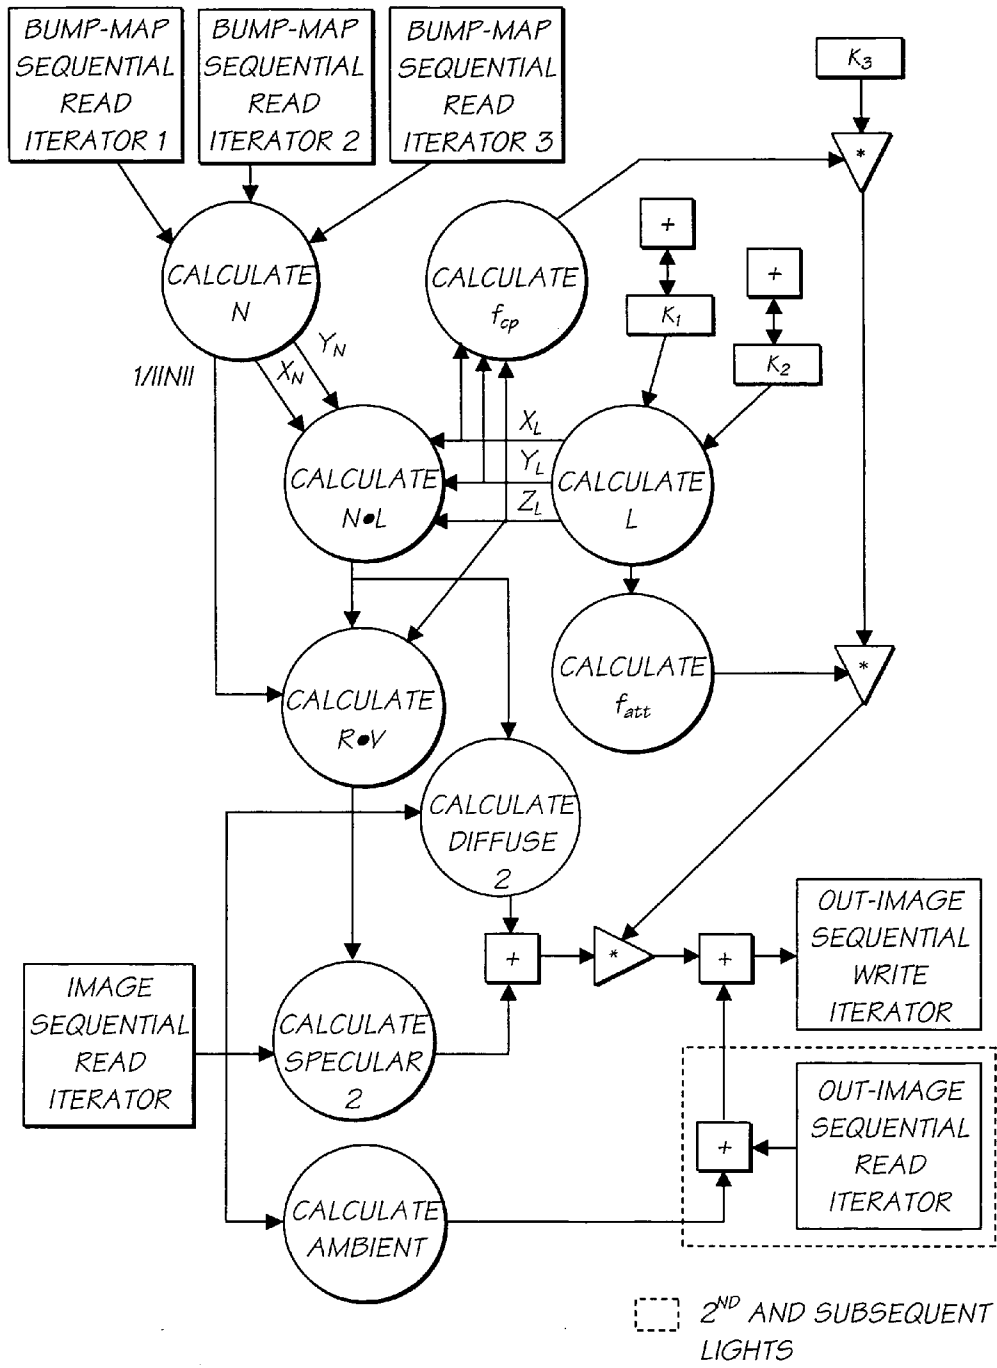 BUMP-MAP
SEQUENTIAL
READ
ITERATOR 1
BUMP-MAP
SEQUENTIAL
READ
ITERATOR 2
BUMP-MAP
SEQUENTIAL
READ
ITERATOR 3
K3
*
CALCULATE
N
CALCULATE
fcp
+
K1
+
K2
1/||N||
XN
YN
CALCULATE
N•L
XL
YL
ZL
CALCULATE
L
CALCULATE
R•V
CALCULATE
fatt
*
CALCULATE
DIFFUSE
2
+
*
+
OUT-IMAGE
SEQUENTIAL
WRITE
ITERATOR
IMAGE
SEQUENTIAL
READ
ITERATOR
CALCULATE
SPECULAR
2
+
OUT-IMAGE
SEQUENTIAL
READ
ITERATOR
CALCULATE
AMBIENT
2ND AND SUBSEQUENT
LIGHTS